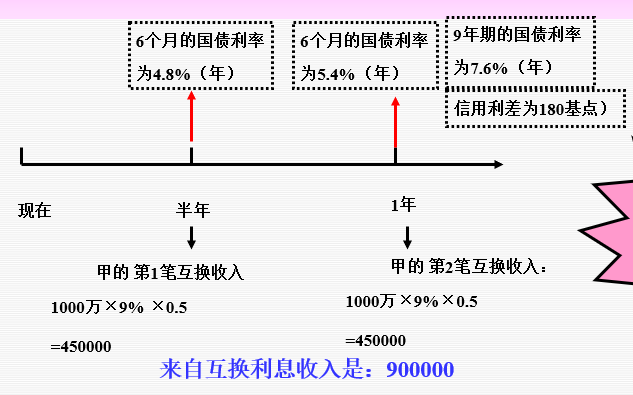 6个月的国债利率
为4.8%（年）
6个月的国债利率
为5.4%（年）
9年期的国债利率
为7.6%（年）
信用利差为180基点）
现在
半年
1年
甲的 第1笔互换收入
1000万×9% ×0.5
=450000
甲的 第2笔互换收入：
1000万×9%×0.5
=450000
来自互换利息收入是：900000